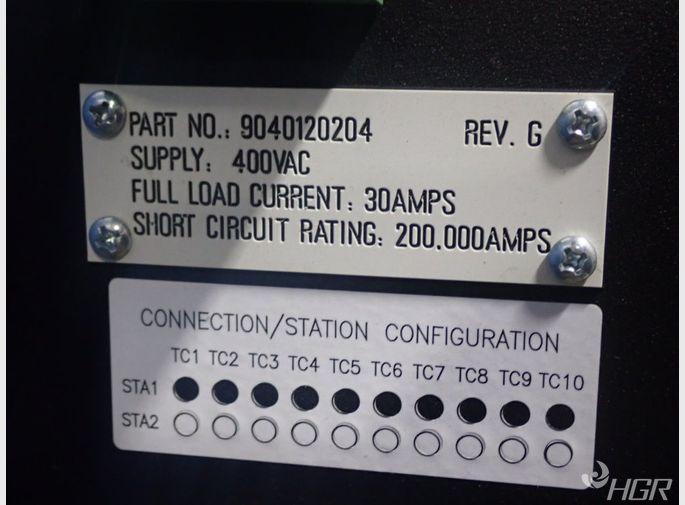 PART NO.: 9040120204 REV. G
SUPPLY: 400VAC
FULL LOAD CURRENT: 30AMPS
SHORT CIRCUIT RATING: 200.000AMPS
CONNECTION/STATION CONFIGURATION
TC1 TC2 TC3 TC4 TC5 TC6 TC7 TC8 TC9 TC10
STA1
STA2
HGR